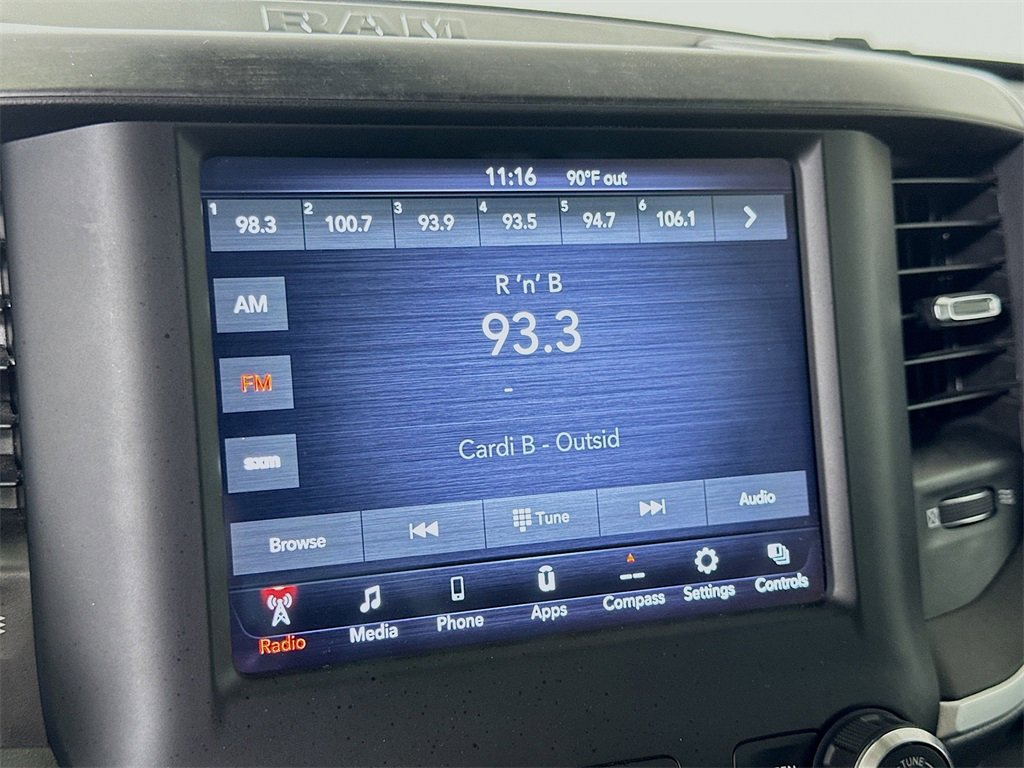 RAM
11:16 90°F out
1 98.3 2 100.7 3 93.9 4 93.5 5 94.7 6 106.1
R 'n' B
AM
93.3
FM
-
Cardi B - Outsid
sxm
Browse Tune Audio
Radio Media Phone Apps Compass Settings Controls
TUNE